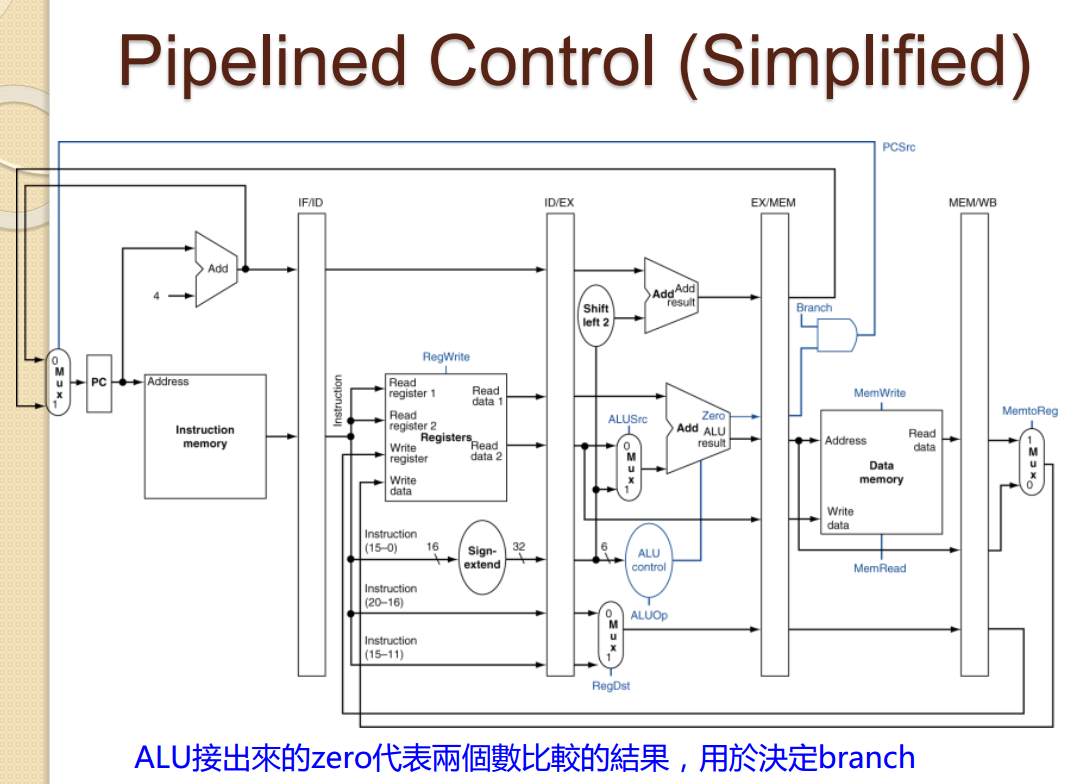 Pipelined Control (Simplified)
PCSrc
IF/ID
ID/EX
EX/MEM
MEM/WB
Add
4
Shift
left 2
Add
Add
result
Branch
0
M
u
x
1
PC
Address
Instruction
memory
Instruction
RegWrite
Read
register 1
Read
register 2
Write
register
Write
data
Registers
Read
data 1
Read
data 2
ALUSrc
0
M
u
x
1
Add
Zero
ALU
result
MemWrite
Address
Read
data
Data
memory
Write
data
MemRead
MemtoReg
1
M
u
x
0
Instruction
(15–0)
16
Sign-
extend
32
6
ALU
control
ALUOp
Instruction
(20–16)
Instruction
(15–11)
0
M
u
x
1
RegDst
ALU接出來的zero代表兩個數比較的結果，用於決定branch